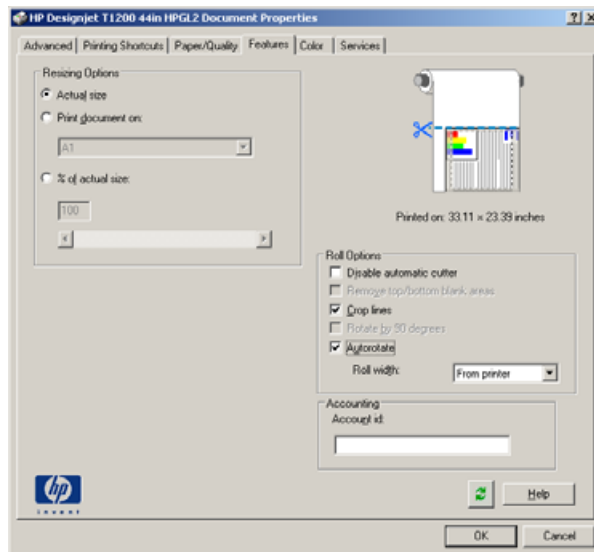 HP Designjet T1200 44in HPGL2 Document Properties
Advanced Printing Shortcuts Paper/Quality Features Color Services
Resizing Options
Actual size
Print document on:
A1
% of actual size:
100
Printed on: 33.11 × 23.39 inches
Roll Options
Disable automatic cutter
Remove top/bottom blank areas
Crop lines
Rotate by 90 degrees
Autorotate
Roll width: From printer
Accounting
Account id:
hp
invent
Help
OK Cancel